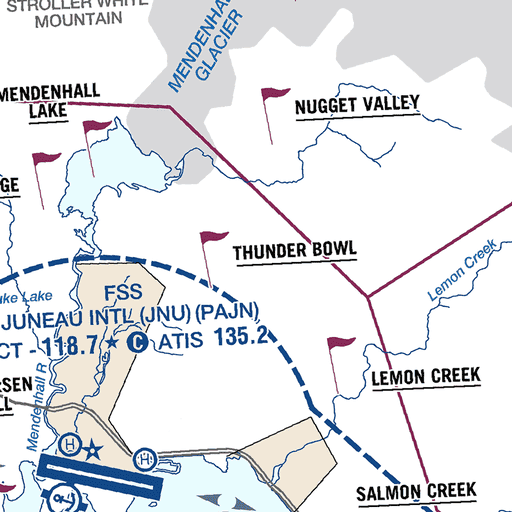 STROLLER WHITE
MOUNTAIN
MENDENHALL
GLACIER
MENDENHALL
LAKE
NUGGET VALLEY
GE
THUNDER BOWL
Lemon Creek
uke Lake
FSS
JUNEAU INTL (JNU) (PAJN)
CT - 118.7 ★ C ATIS 135.2
LEMON CREEK
Mendenhall R
H
H
SALMON CREEK